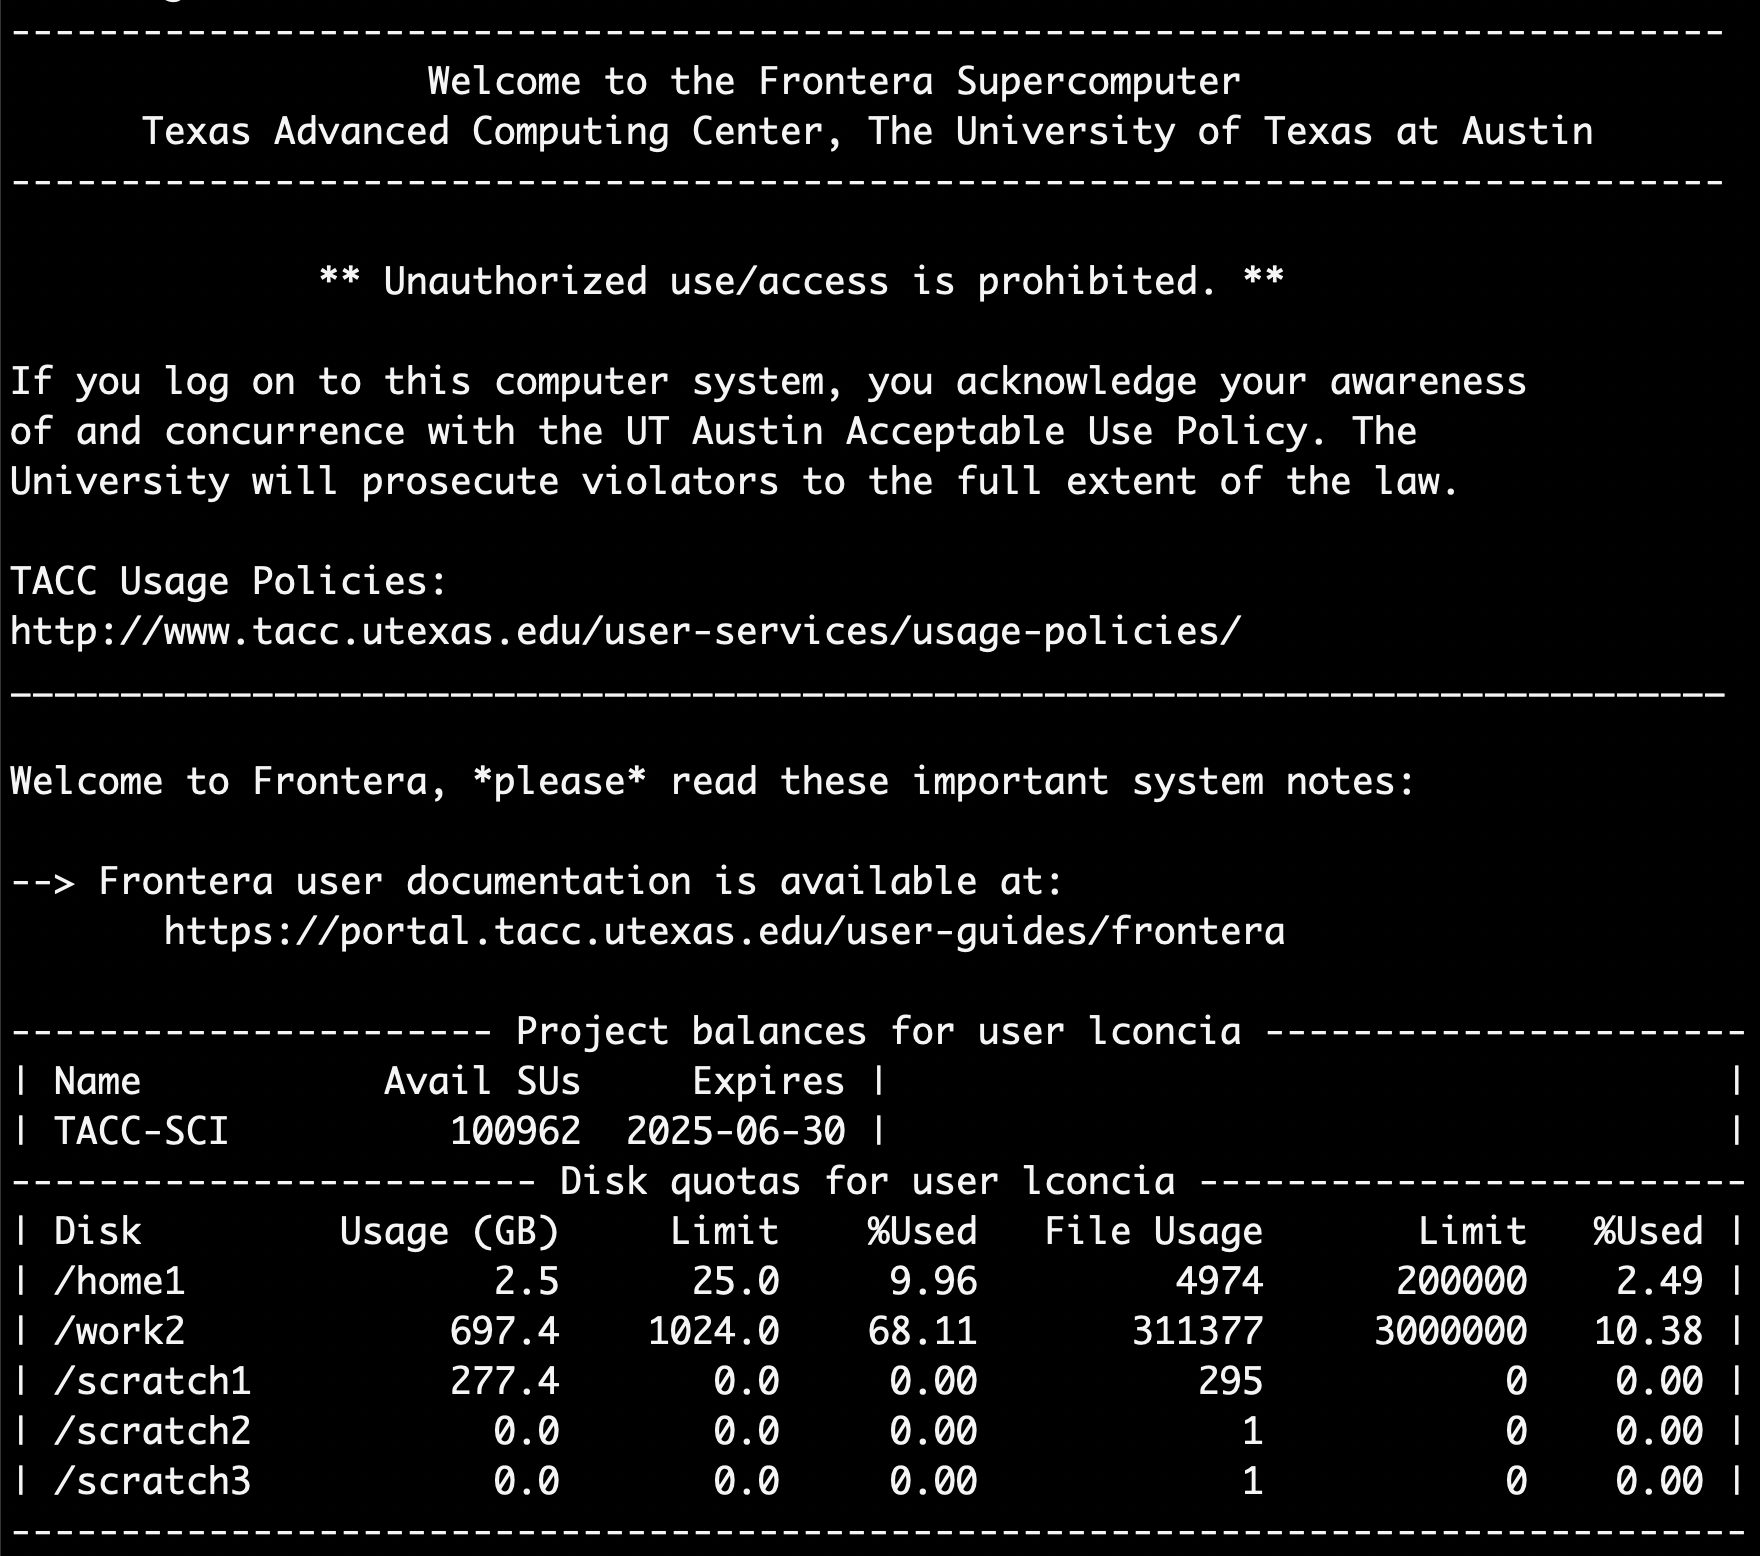 --------------------------------------------------------------------------------
Welcome to the Frontera Supercomputer
Texas Advanced Computing Center, The University of Texas at Austin
--------------------------------------------------------------------------------
** Unauthorized use/access is prohibited. **
If you log on to this computer system, you acknowledge your awareness
of and concurrence with the UT Austin Acceptable Use Policy. The
University will prosecute violators to the full extent of the law.
TACC Usage Policies:
http://www.tacc.utexas.edu/user-services/usage-policies/
______________________________________________________________________________
Welcome to Frontera, *please* read these important system notes:
--> Frontera user documentation is available at:
https://portal.tacc.utexas.edu/user-guides/frontera
---------------------- Project balances for user lconcia ----------------------
| Name           Avail SUs     Expires |                                       |
| TACC-SCI          100962  2025-06-30 |                                       |
------------------------ Disk quotas for user lconcia -------------------------
| Disk         Usage (GB)     Limit    %Used   File Usage       Limit   %Used |
| /home1              2.5      25.0     9.96         4974      200000    2.49 |
| /work2            697.4    1024.0    68.11       311377     3000000   10.38 |
| /scratch1         277.4       0.0     0.00          295           0    0.00 |
| /scratch2           0.0       0.0     0.00            1           0    0.00 |
| /scratch3           0.0       0.0     0.00            1           0    0.00 |
-------------------------------------------------------------------------------